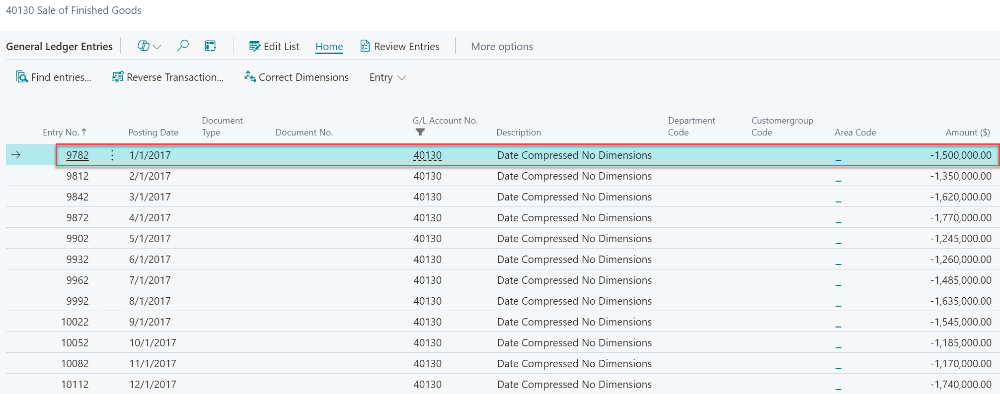 40130 Sale of Finished Goods
General Ledger Entries Edit List Home Review Entries More options
Find entries... Reverse Transaction... Correct Dimensions Entry
Document G/L Account No. Department Customergroup
Entry No. ↑ Posting Date Type Document No. Description Code Code Area Code Amount ($)
→ 9782 ⋮ 1/1/2017 40130 Date Compressed No Dimensions _ -1,500,000.00
9812 2/1/2017 40130 Date Compressed No Dimensions _ -1,350,000.00
9842 3/1/2017 40130 Date Compressed No Dimensions _ -1,620,000.00
9872 4/1/2017 40130 Date Compressed No Dimensions _ -1,770,000.00
9902 5/1/2017 40130 Date Compressed No Dimensions _ -1,245,000.00
9932 6/1/2017 40130 Date Compressed No Dimensions _ -1,260,000.00
9962 7/1/2017 40130 Date Compressed No Dimensions _ -1,485,000.00
9992 8/1/2017 40130 Date Compressed No Dimensions _ -1,635,000.00
10022 9/1/2017 40130 Date Compressed No Dimensions _ -1,545,000.00
10052 10/1/2017 40130 Date Compressed No Dimensions _ -1,185,000.00
10082 11/1/2017 40130 Date Compressed No Dimensions _ -1,170,000.00
10112 12/1/2017 40130 Date Compressed No Dimensions _ -1,740,000.00